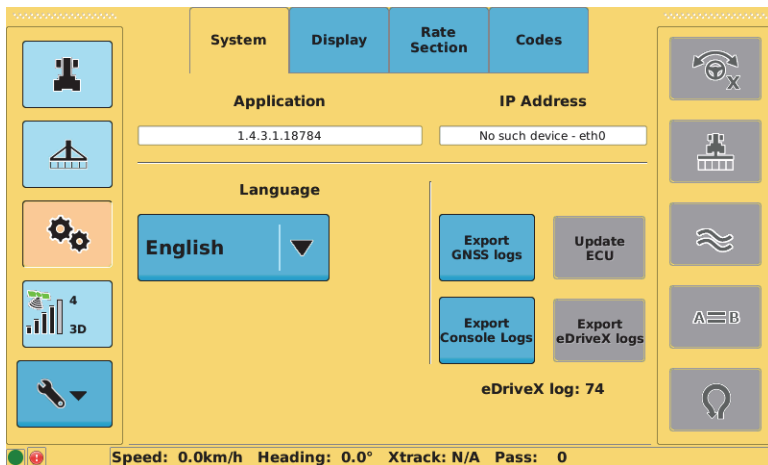 System
Display
Rate
Section
Codes
Application
IP Address
1.4.3.1.18784
No such device - eth0
Language
English
Export
GNSS logs
Update
ECU
Export
Console Logs
Export
eDriveX logs
eDriveX log: 74
4
3D
X
A B
Speed: 0.0km/h Heading: 0.0° Xtrack: N/A Pass: 0